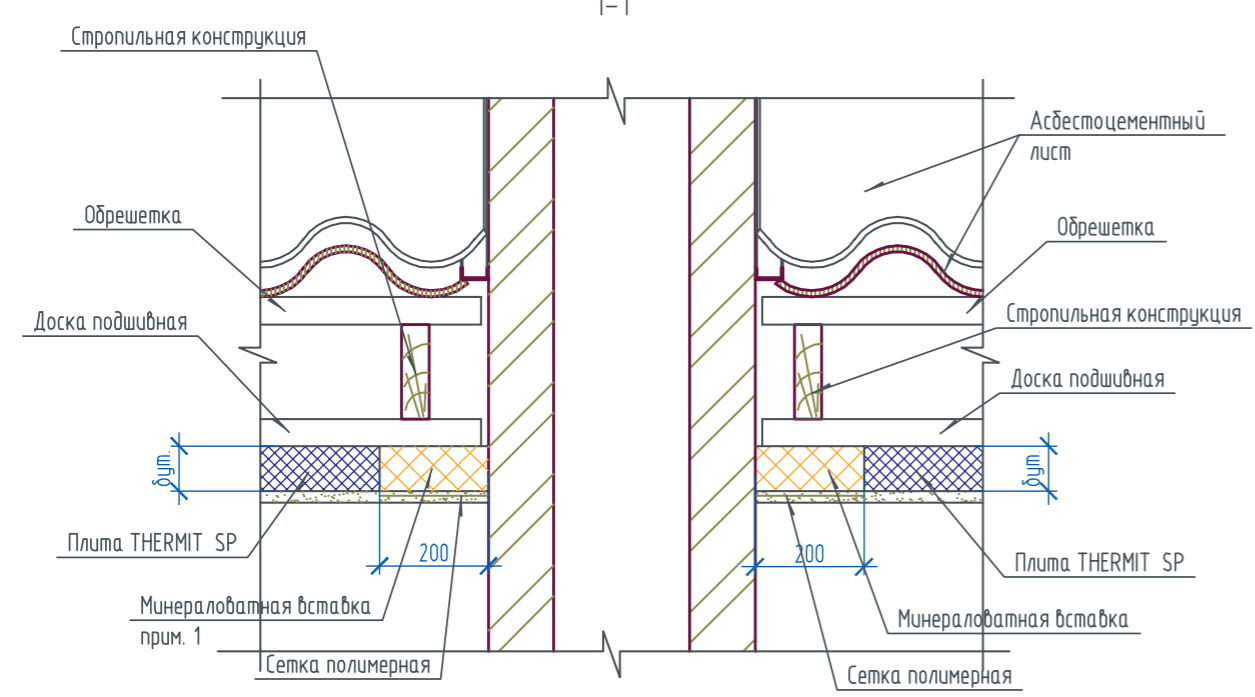 1-1
Стропильная конструкция
Асбестоцементный
лист
Обрешетка
Обрешетка
Стропильная конструкция
Доска подшивная
Доска подшивная
δут.
δут.
Плита THERMIT SP
200
200
Плита THERMIT SP
Минераловатная вставка
прим. 1
Минераловатная вставка
Сетка полимерная
Сетка полимерная